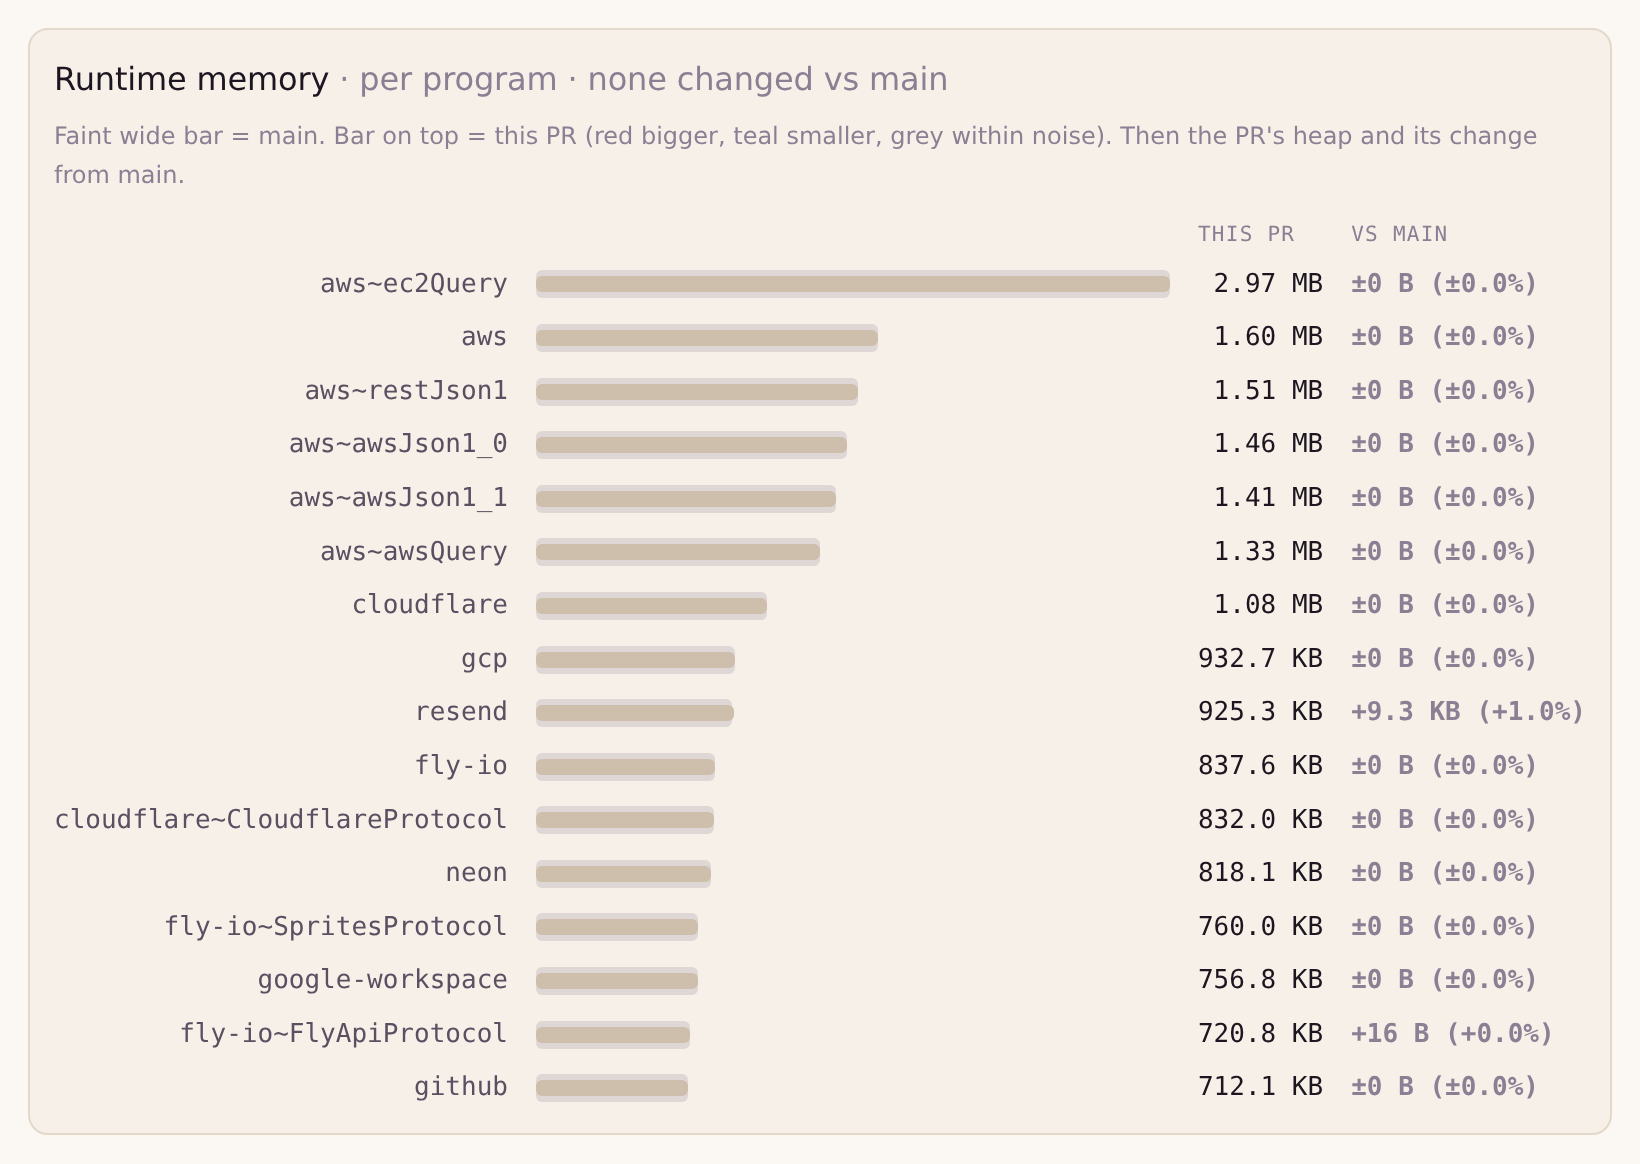 Runtime memory · per program · none changed vs main
Faint wide bar = main. Bar on top = this PR (red bigger, teal smaller, grey within noise). Then the PR's heap and its change
from main.
THIS PR VS MAIN
aws~ec2Query 2.97 MB ±0 B (±0.0%)
aws 1.60 MB ±0 B (±0.0%)
aws~restJson1 1.51 MB ±0 B (±0.0%)
aws~awsJson1_0 1.46 MB ±0 B (±0.0%)
aws~awsJson1_1 1.41 MB ±0 B (±0.0%)
aws~awsQuery 1.33 MB ±0 B (±0.0%)
cloudflare 1.08 MB ±0 B (±0.0%)
gcp 932.7 KB ±0 B (±0.0%)
resend 925.3 KB +9.3 KB (+1.0%)
fly-io 837.6 KB ±0 B (±0.0%)
cloudflare~CloudflareProtocol 832.0 KB ±0 B (±0.0%)
neon 818.1 KB ±0 B (±0.0%)
fly-io~SpritesProtocol 760.0 KB ±0 B (±0.0%)
google-workspace 756.8 KB ±0 B (±0.0%)
fly-io~FlyApiProtocol 720.8 KB +16 B (+0.0%)
github 712.1 KB ±0 B (±0.0%)